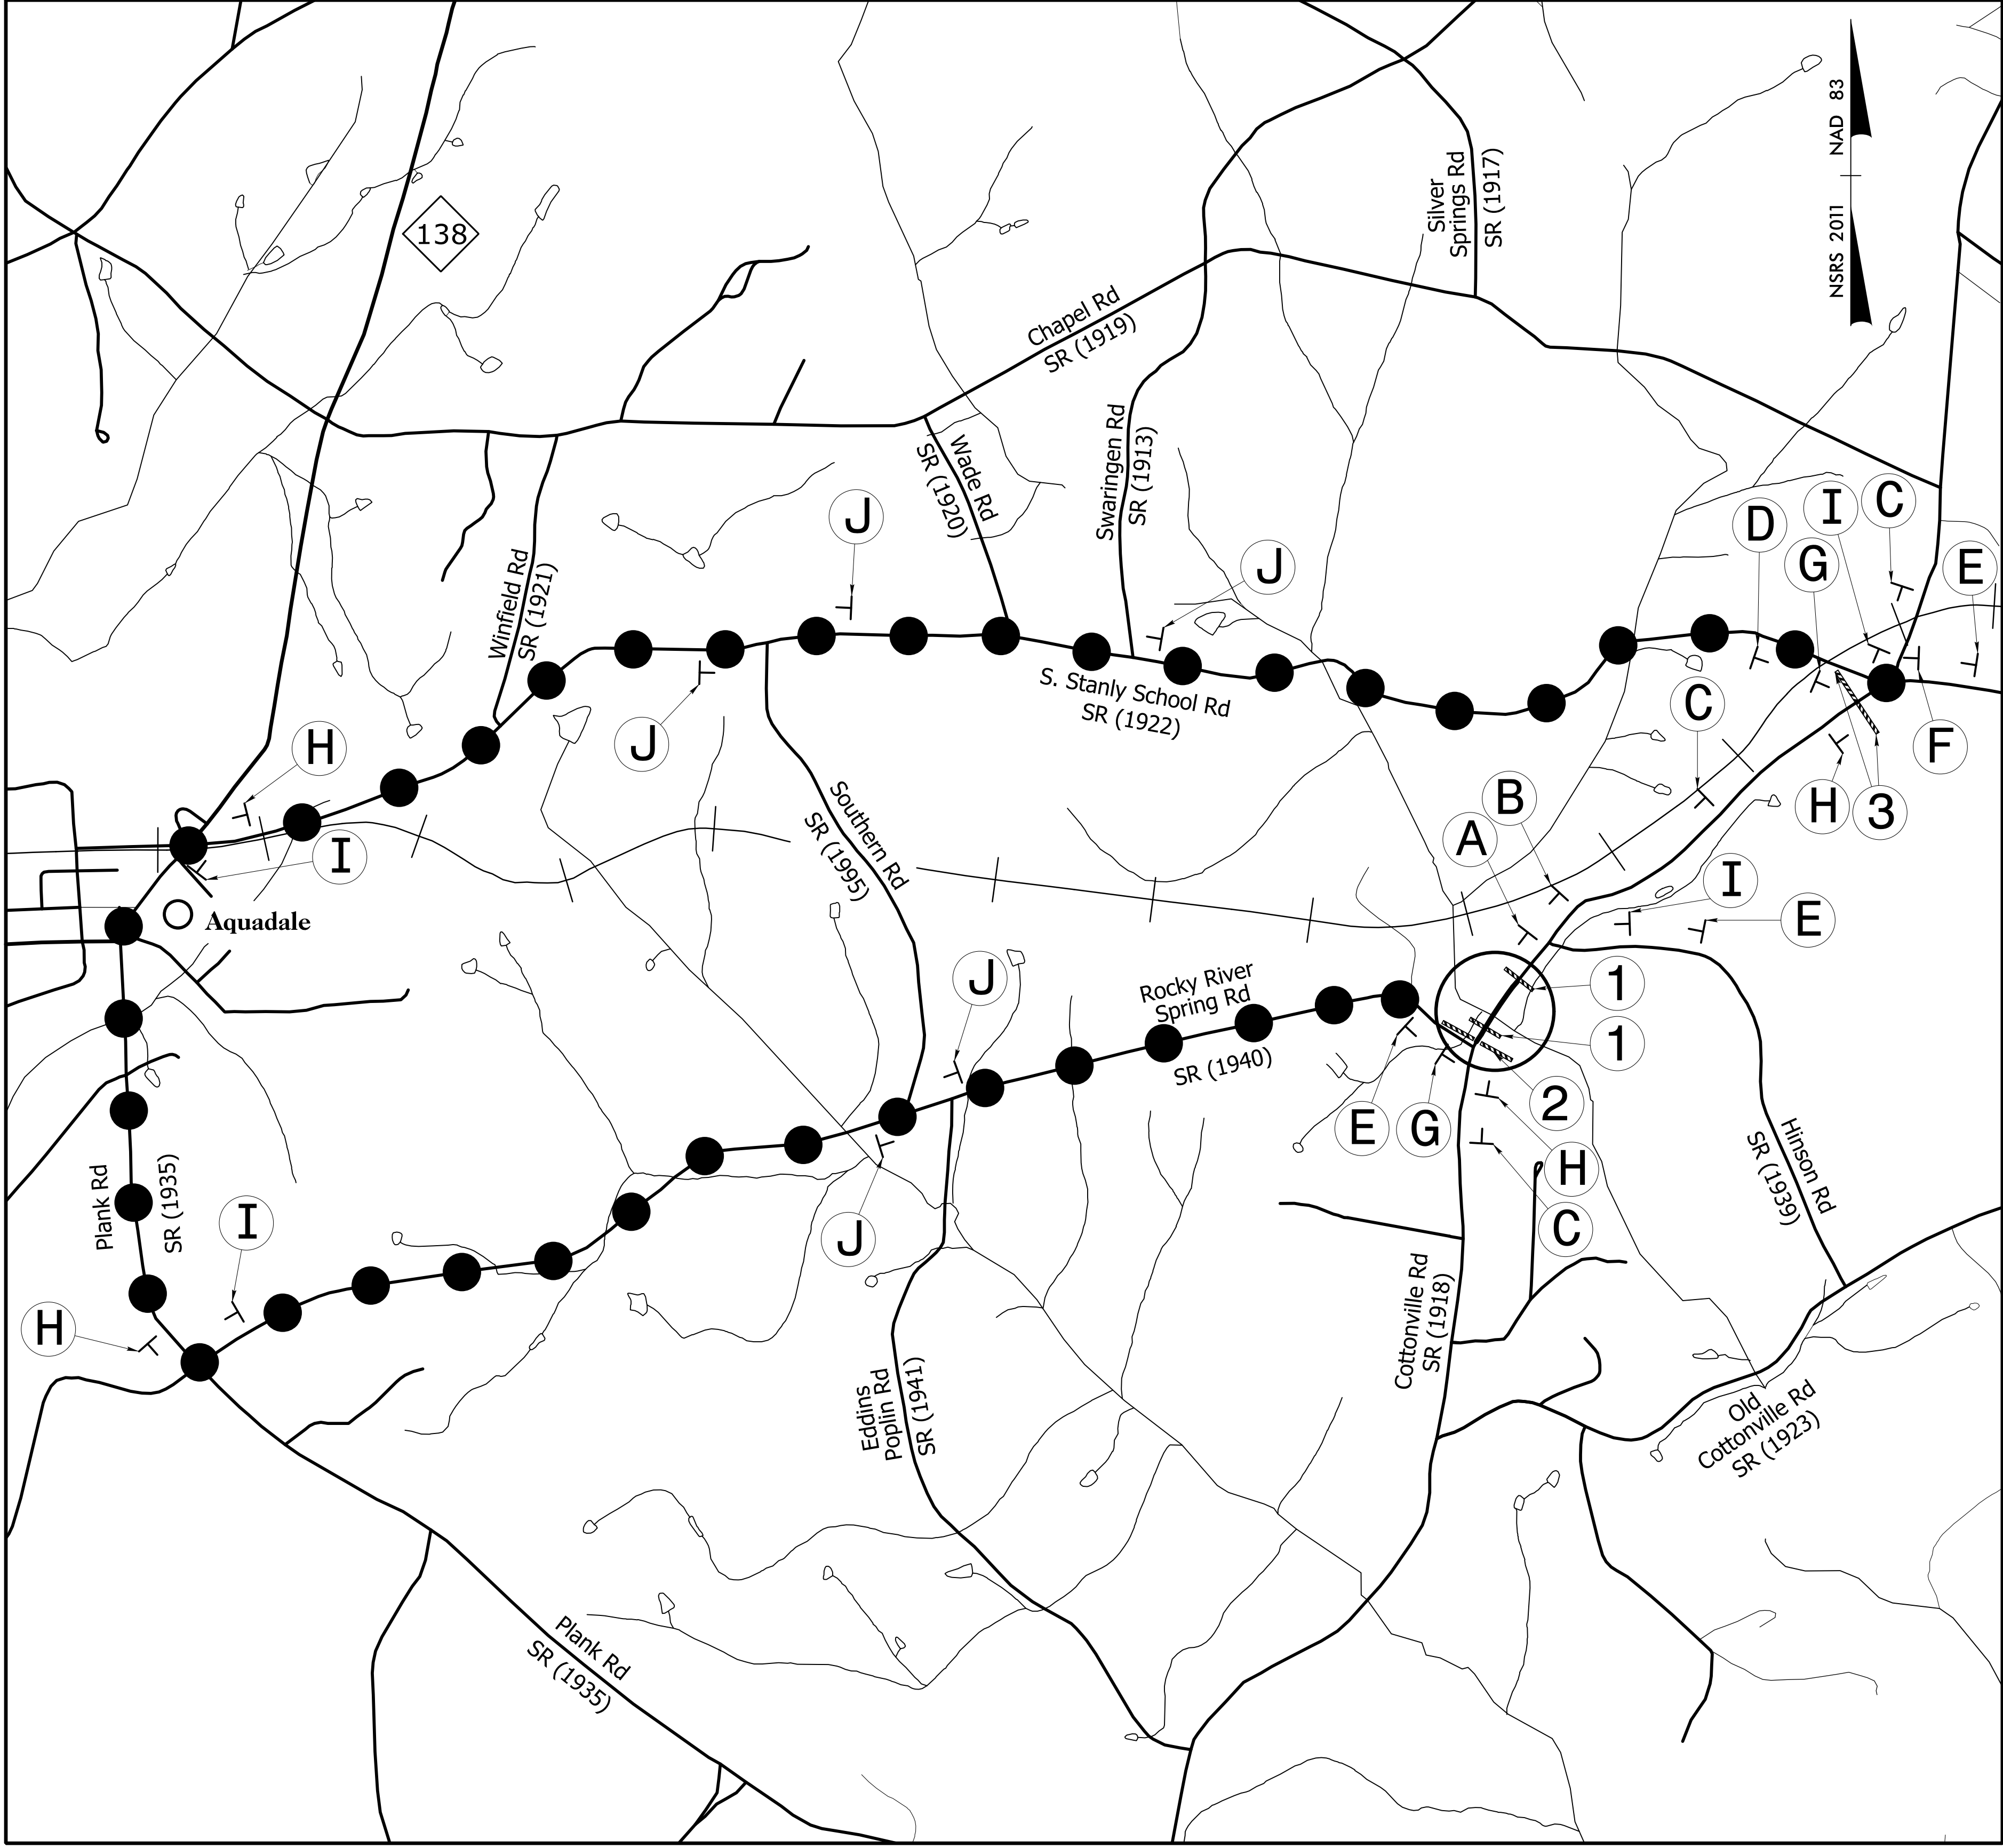 NAD 83
NSRS 2011
138
Silver
Springs Rd
SR (1917)
Chapel Rd
SR (1919)
Wade Rd
SR (1920)
Swaringen Rd
SR (1913)
J
J
D
I
C
G
E
Winfield Rd
SR (1921)
S. Stanly School Rd
SR (1922)
J
H
C
F
I
Southern Rd
SR (1995)
B
A
H
3
I
E
Aquadale
J
Rocky River
Spring Rd
SR (1940)
1
1
2
E
G
H
C
Hinson Rd
SR (1939)
Plank Rd
SR (1935)
I
J
H
Cottonville Rd
SR (1918)
Eddins
Poplin Rd
SR (1941)
Old
Cottonville Rd
SR (1923)
Plank Rd
SR (1935)